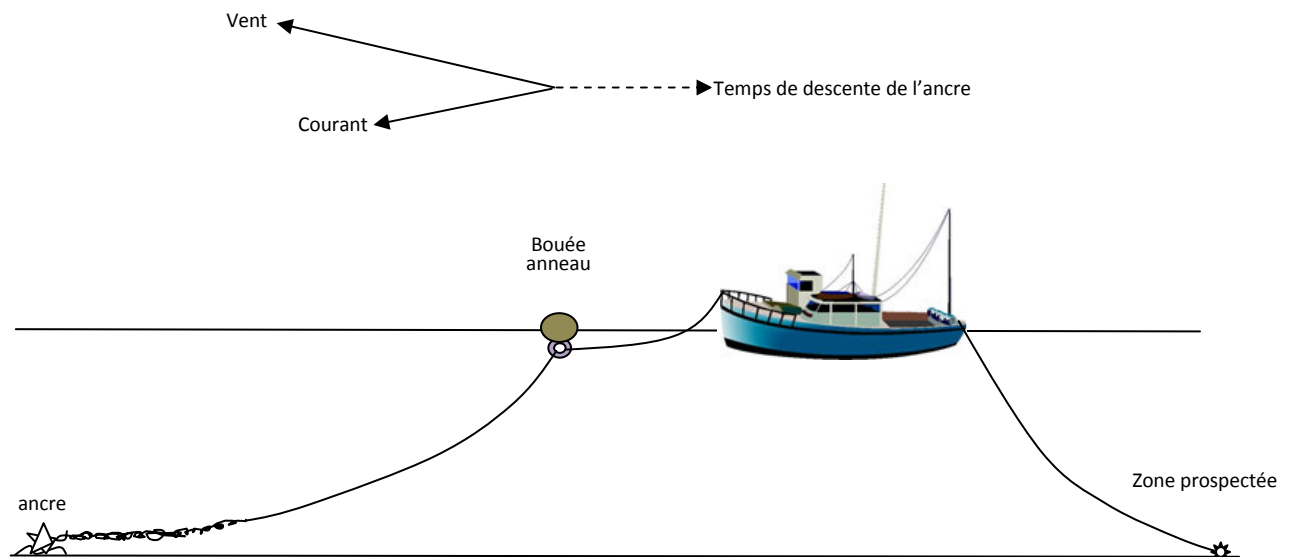 Vent
Temps de descente de l’ancre
Courant
Bouée
anneau
Zone prospectée
ancre